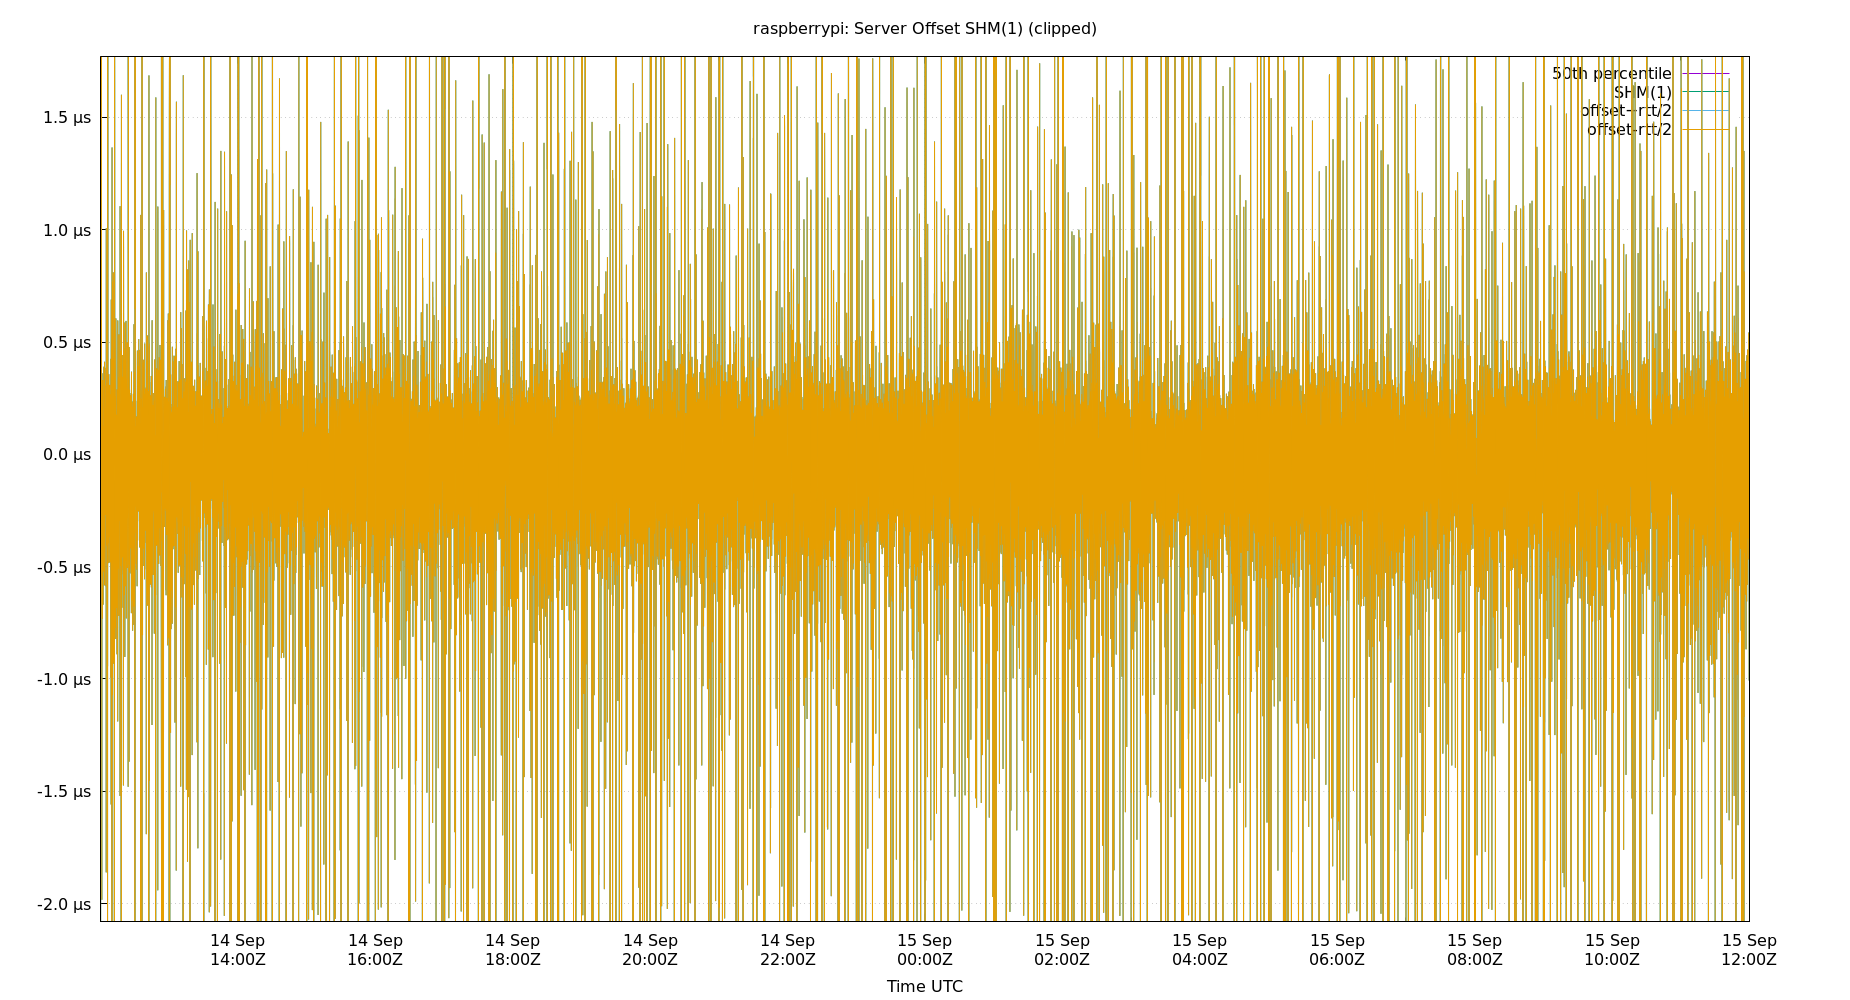 raspberrypi: Server Offset SHM(1) (clipped)
50th percentile
SHM(1)
offset+rtt/2
offset-rtt/2
1.5 µs
1.0 µs
0.5 µs
0.0 µs
-0.5 µs
-1.0 µs
-1.5 µs
-2.0 µs
14 Sep 14 Sep 14 Sep 14 Sep 14 Sep 15 Sep 15 Sep 15 Sep 15 Sep 15 Sep 15 Sep 15 Sep
14:00Z 16:00Z 18:00Z 20:00Z 22:00Z 00:00Z 02:00Z 04:00Z 06:00Z 08:00Z 10:00Z 12:00Z
Time UTC